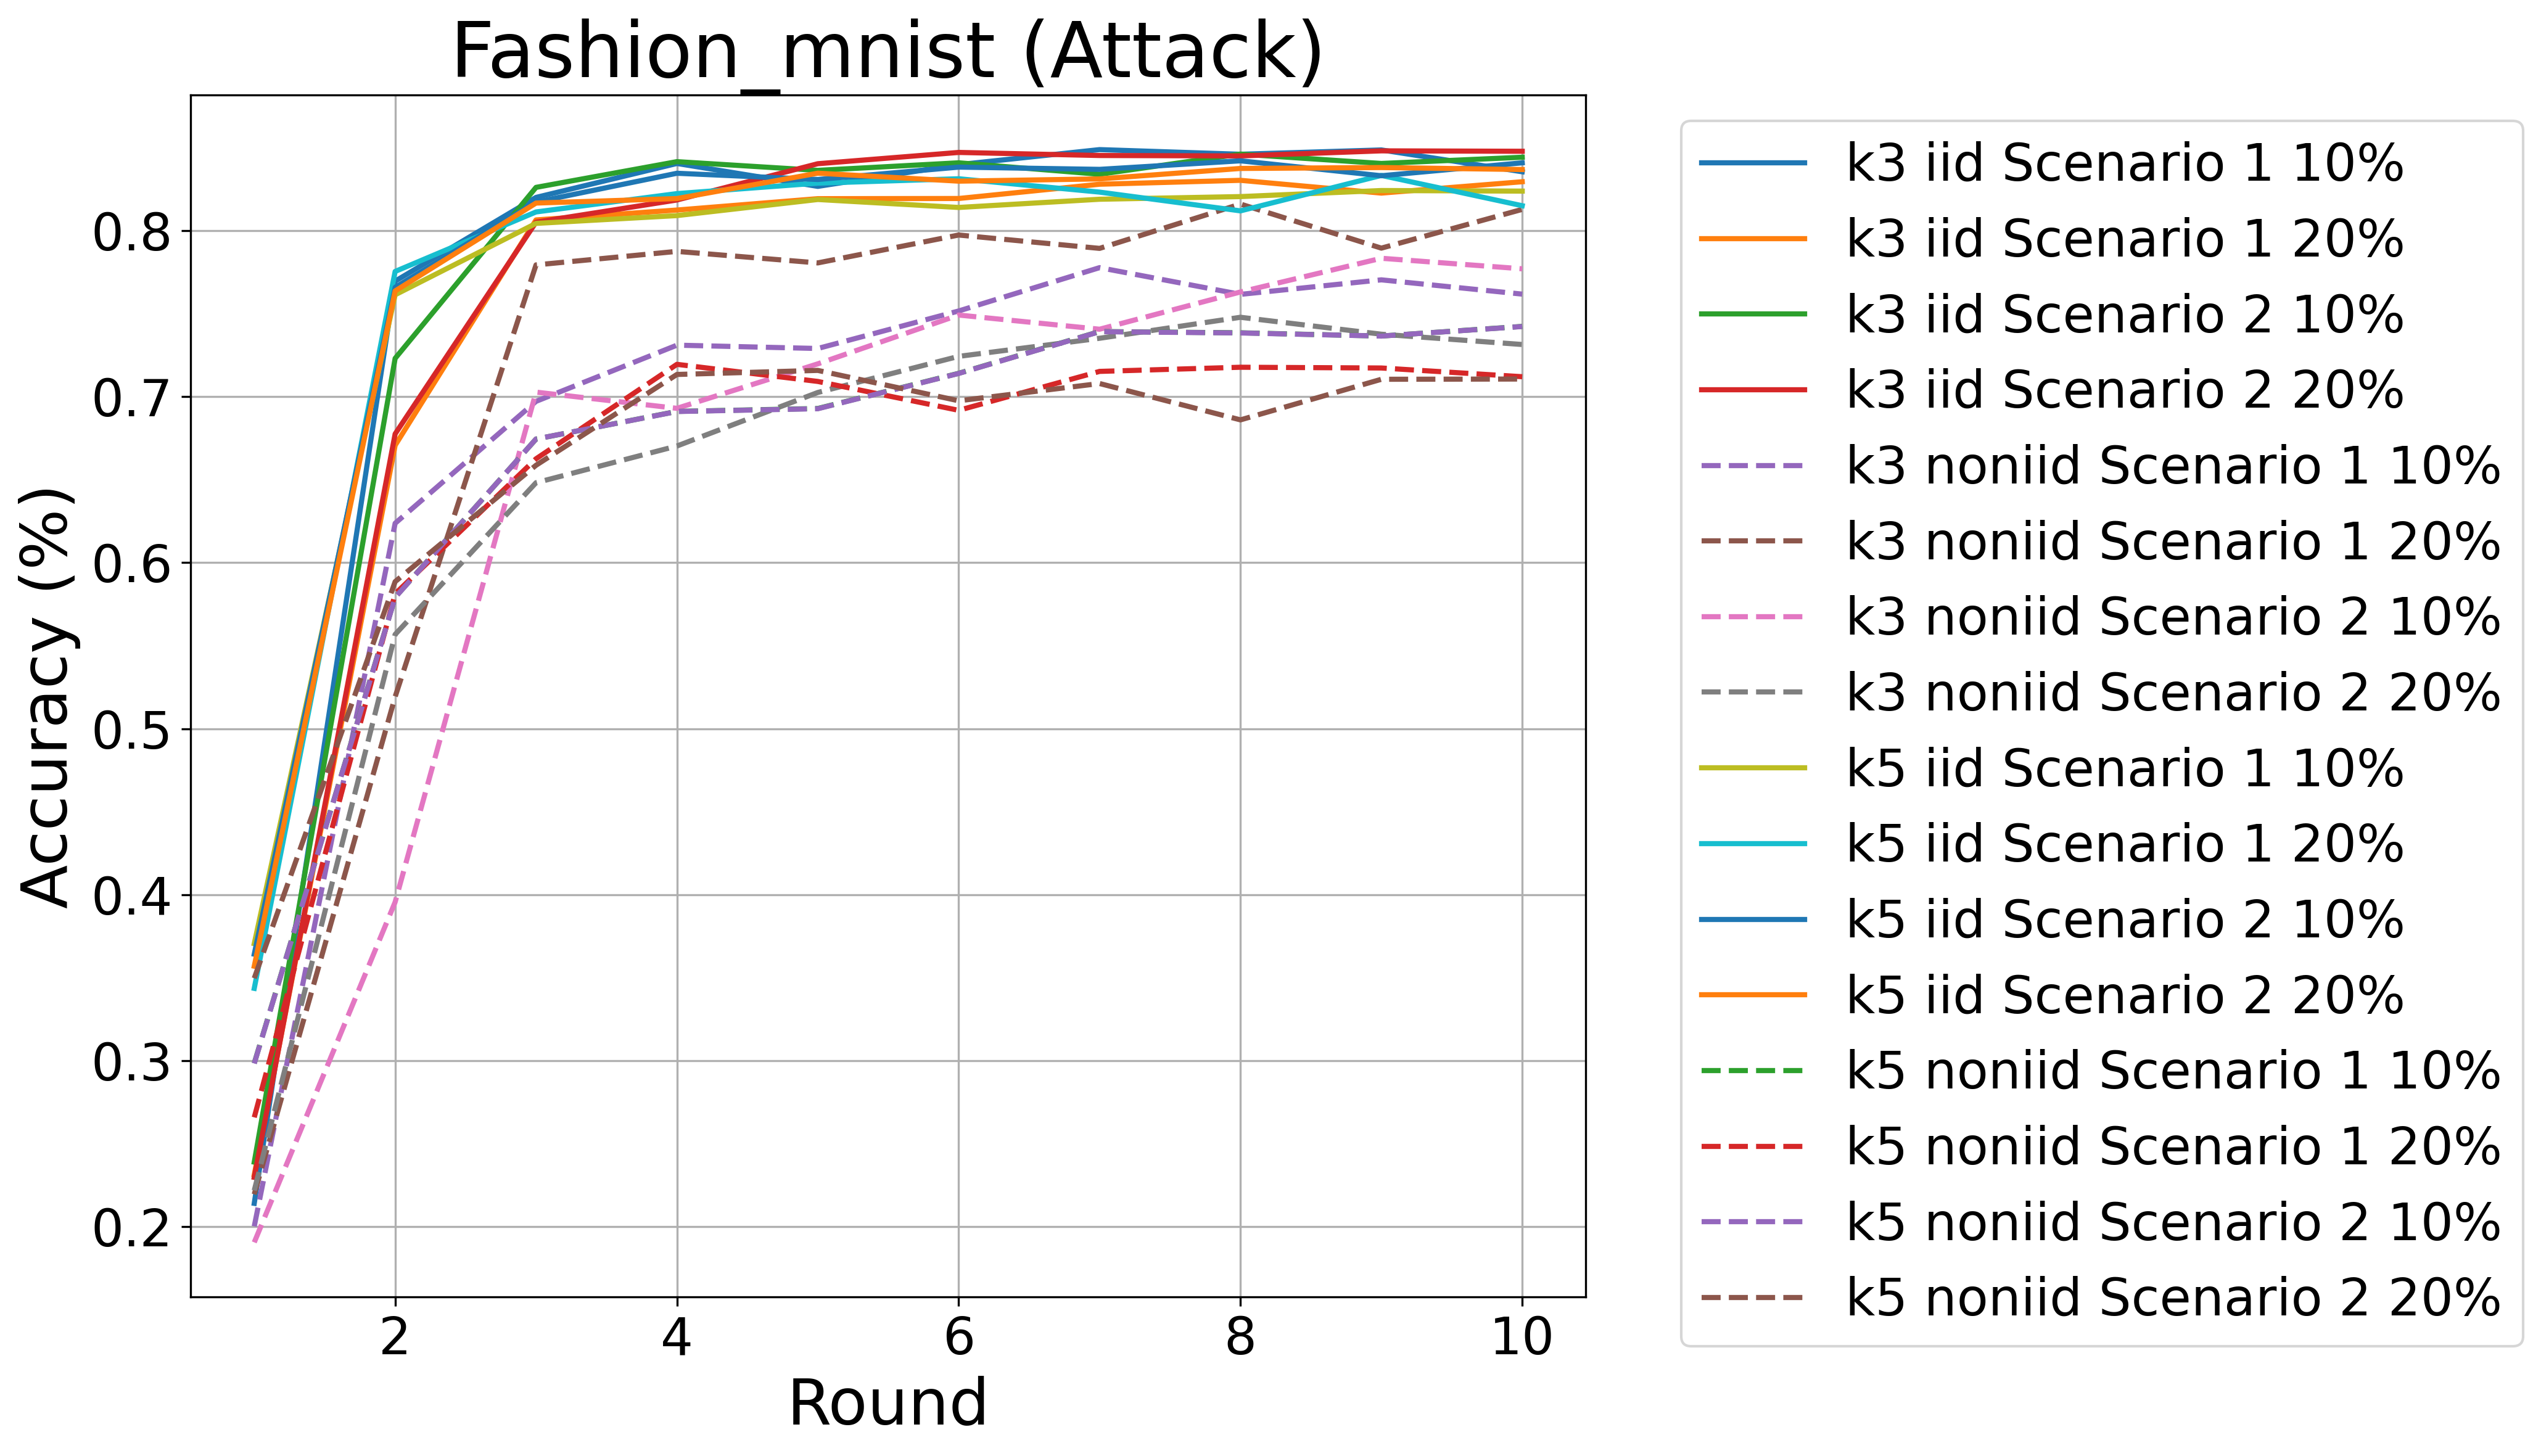 Fashion_mnist (Attack)
Accuracy (%)
0.8
0.7
0.6
0.5
0.4
0.3
0.2
2 4 6 8 10
Round
k3 iid Scenario 1 10%
k3 iid Scenario 1 20%
k3 iid Scenario 2 10%
k3 iid Scenario 2 20%
k3 noniid Scenario 1 10%
k3 noniid Scenario 1 20%
k3 noniid Scenario 2 10%
k3 noniid Scenario 2 20%
k5 iid Scenario 1 10%
k5 iid Scenario 1 20%
k5 iid Scenario 2 10%
k5 iid Scenario 2 20%
k5 noniid Scenario 1 10%
k5 noniid Scenario 1 20%
k5 noniid Scenario 2 10%
k5 noniid Scenario 2 20%